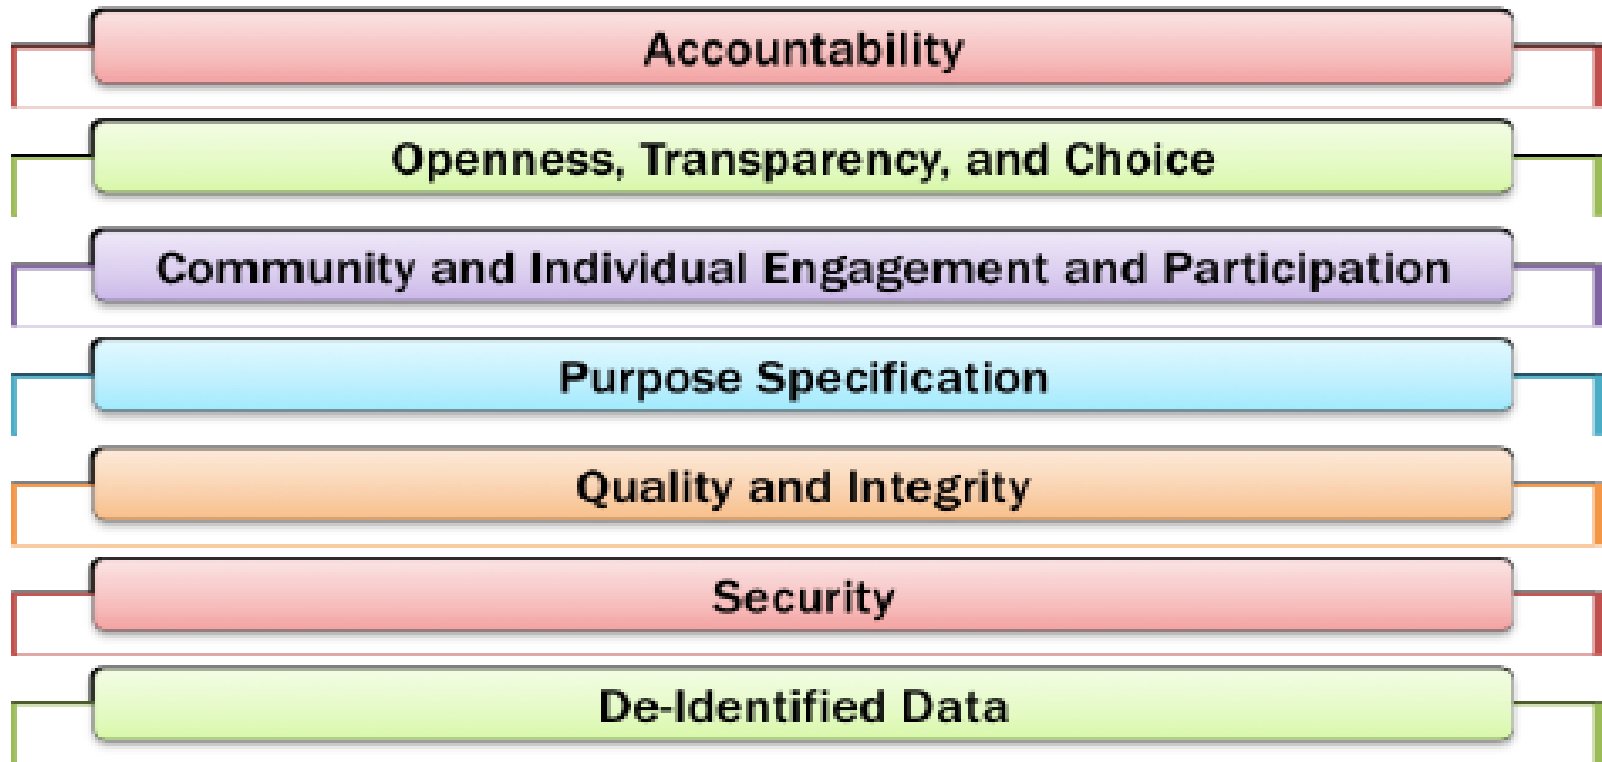 Accountability
Openness, Transparency, and Choice
Community and Individual Engagement and Participation
Purpose Specification
Quality and Integrity
Security
De-Identified Data